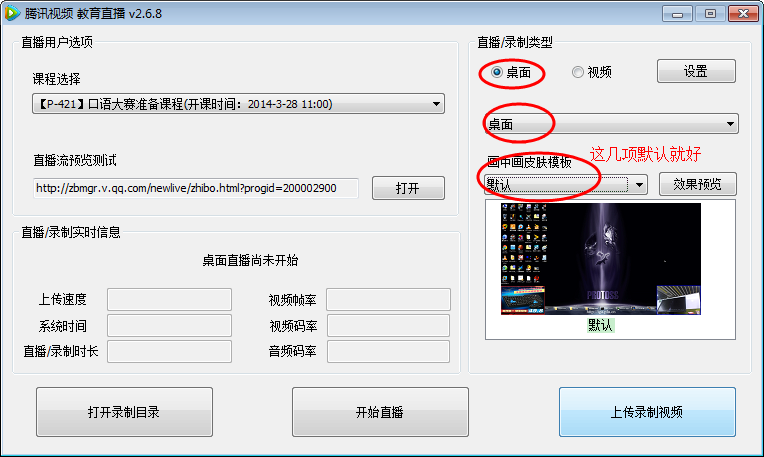 腾讯视频 教育直播 v2.6.8
直播用户选项
课程选择
【P-421】口语大赛准备课程(开课时间：2014-3-28 11:00)
直播流预览测试
http://zbmgr.v.qq.com/newlive/zhibo.html?progid=200002900
打开
直播/录制实时信息
桌面直播尚未开始
上传速度
视频帧率
系统时间
视频码率
直播/录制时长
音频码率
直播/录制类型
桌面
视频
设置
桌面
画中画皮肤模板
这几项默认就好
默认
效果预览
PROTOSS
默认
打开录制目录
开始直播
上传录制视频